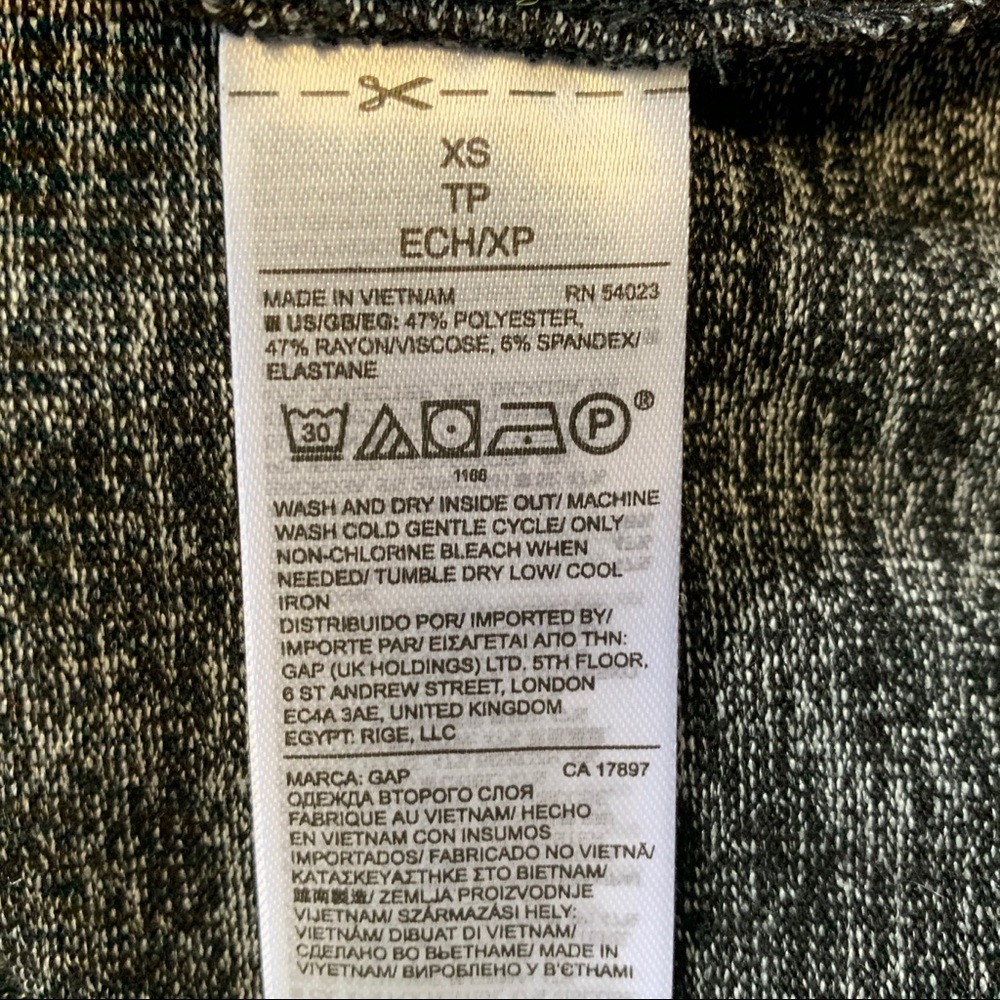 XS
TP
ECH/XP
MADE IN VIETNAM RN 54023
US/GB/EG: 47% POLYESTER,
47% RAYON/VISCOSE, 6% SPANDEX/
ELASTANE
30 P ®
1166
WASH AND DRY INSIDE OUT/ MACHINE
WASH COLD GENTLE CYCLE/ ONLY
NON-CHLORINE BLEACH WHEN
NEEDED/ TUMBLE DRY LOW/ COOL
IRON
DISTRIBUIDO POR/ IMPORTED BY/
IMPORTE PAR/ ΕΙΣΑΓΕΤΑΙ ΑΠΟ ΤΗΝ:
GAP (UK HOLDINGS) LTD. 5TH FLOOR,
6 ST ANDREW STREET, LONDON
EC4A 3AE, UNITED KINGDOM
EGYPT: RIGE, LLC
MARCA: GAP CA 17897
ОДЕЖДА ВТОРОГО СЛОЯ
FABRIQUE AU VIETNAM/ HECHO
EN VIETNAM CON INSUMOS
IMPORTADOS/ FABRICADO NO VIETNÃ/
ΚΑΤΑΣΚΕΥΑΣΤΗΚΕ ΣΤΟ ΒΙΕΤΝΑΜ/
越南製造/ ZEMLJA PROIZVODNJE
VIJETNAM/ SZÁRMAZÁSI HELY:
VIETNÁM/ DIBUAT DI VIETNAM/
СДЕЛАНО ВО ВЬЕТНАМЕ/ MADE IN
VIYETNAM/ ВИРОБЛЕНО У В'ЄТНАМІ